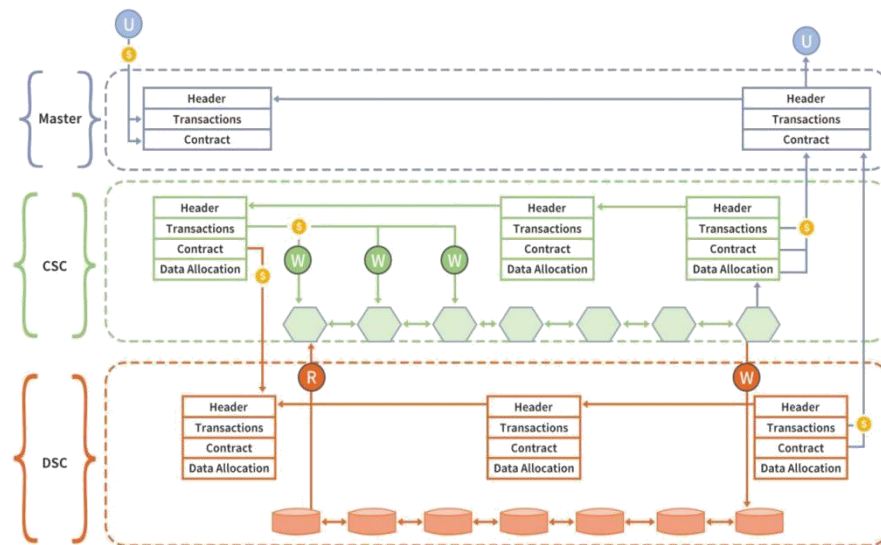 U
$
U
Master
Header
Transactions
Contract
Header
Transactions
Contract
CSC
Header
Transactions
Contract
Data Allocation
$
$
W
W
W
Header
Transactions
Contract
Data Allocation
Header
Transactions
Contract
Data Allocation
$
R
W
DSC
Header
Transactions
Contract
Data Allocation
Header
Transactions
Contract
Data Allocation
Header
Transactions
Contract
Data Allocation
$